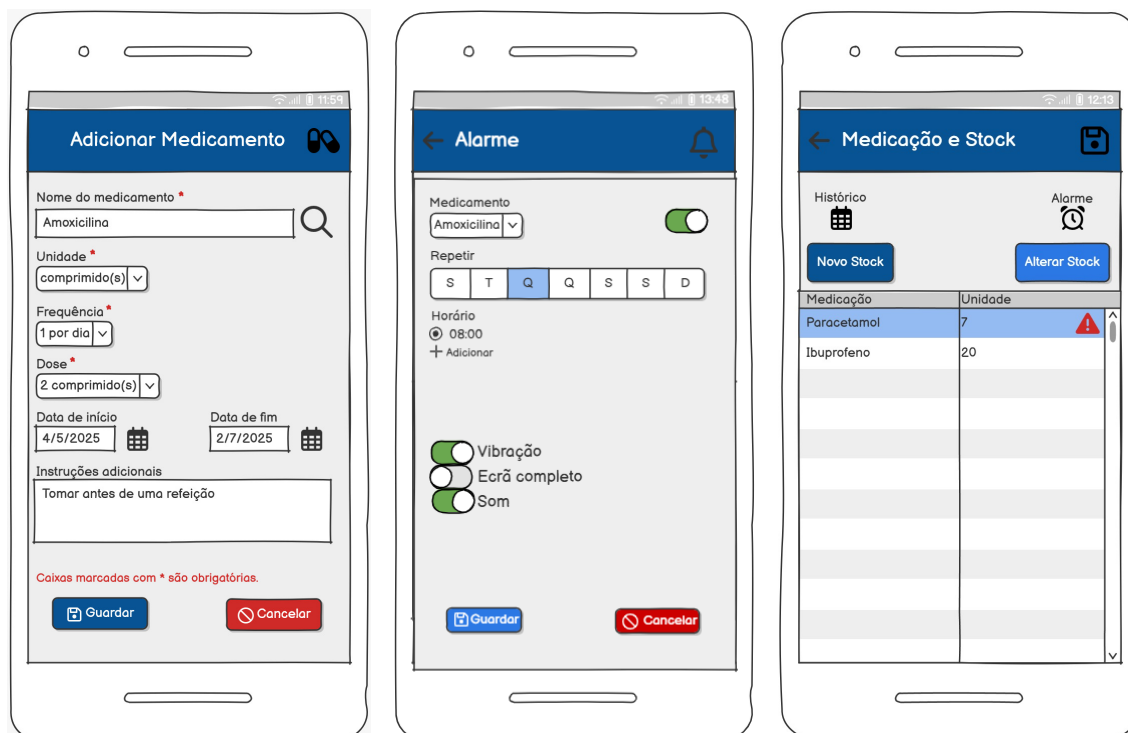 11:59
Adicionar Medicamento
Nome do medicamento *
Amoxicilina
Unidade *
comprimido(s)
Frequência *
1 por dia
Dose *
2 comprimido(s)
Data de início Data de fim
4/5/2025 2/7/2025
Instruções adicionais
Tomar antes de uma refeição
Caixas marcadas com * são obrigatórias.
Guardar Cancelar
13:48
Alarme
Medicamento
Amoxicilina
Repetir
S T Q Q S S D
Horário
08:00
Adicionar
Vibração
Ecrã completo
Som
Guardar Cancelar
12:13
Medicação e Stock
Histórico Alarme
Novo Stock Alterar Stock
Medicação Unidade
Paracetamol 7
Ibuprofeno 20